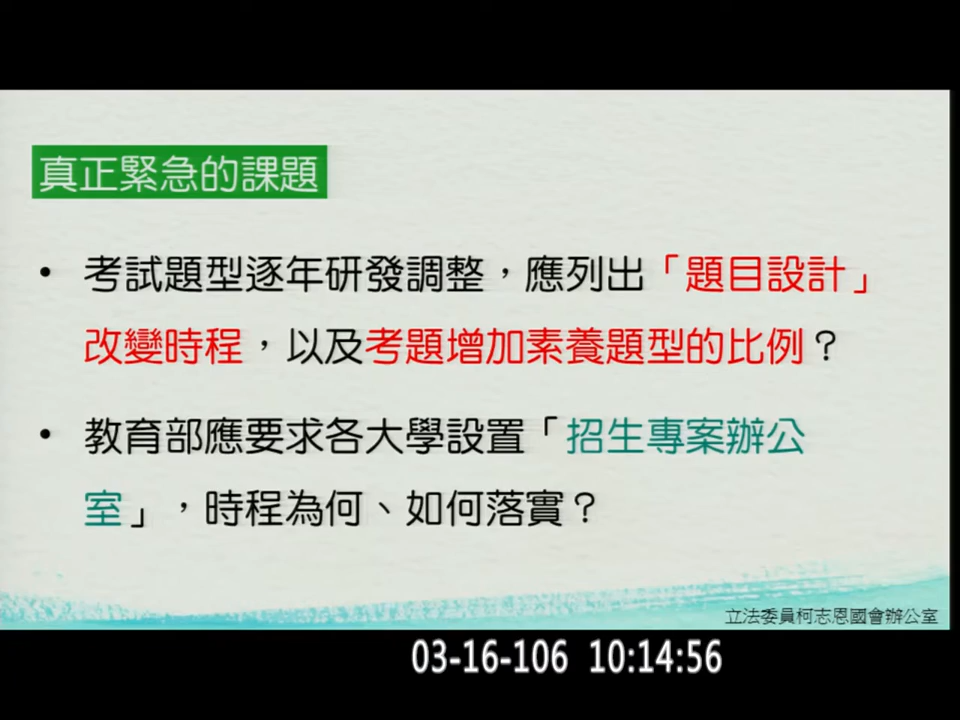 真正緊急的課題
• 考試題型逐年研發調整，應列出「題目設計」
改變時程，以及考題增加素養題型的比例？
• 教育部應要求各大學設置「招生專案辦公
室」，時程為何、如何落實？
立法委員柯志恩國會辦公室
03-16-106 10:14:56